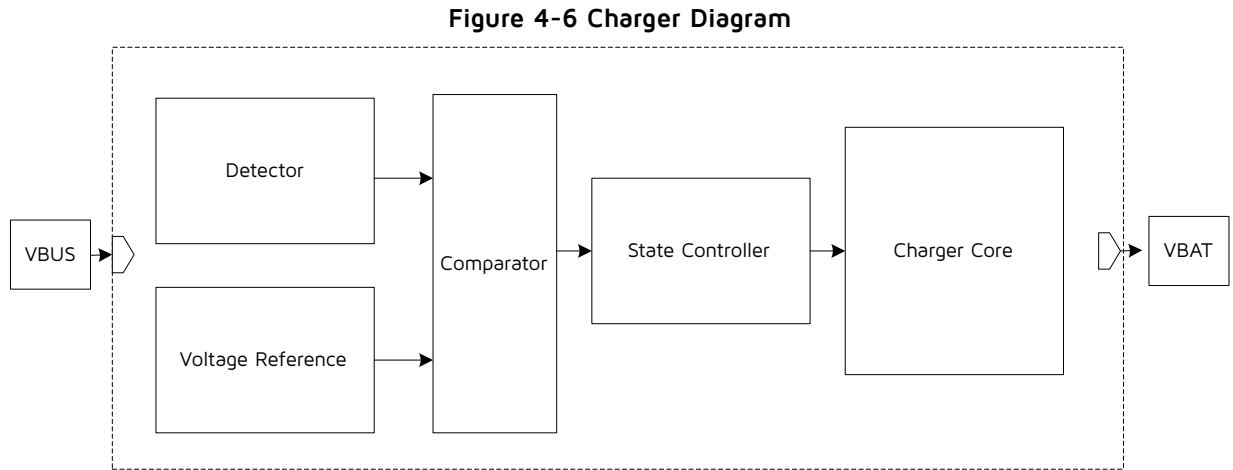 Figure 4-6 Charger Diagram
Detector
VBUS
Voltage Reference
Comparator
State Controller
Charger Core
VBAT